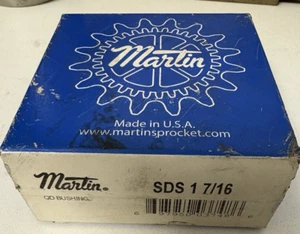 Martin
Made in U.S.A.
www.martinsprocket.com
Martin
QD BUSHING
SDS 1 7/16